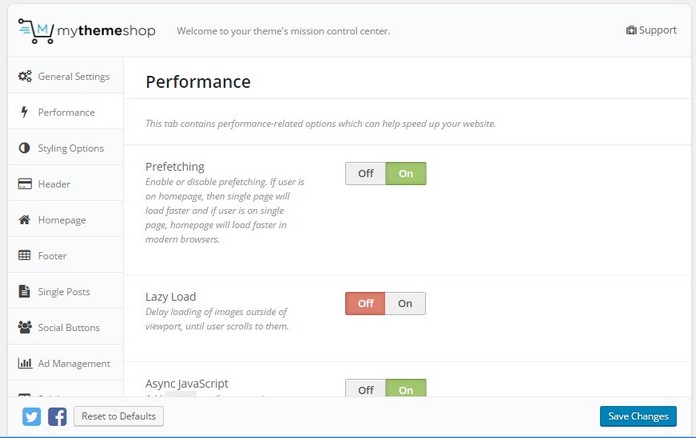 mythemeshop
Welcome to your theme's mission control center.
Support
General Settings
Performance
Styling Options
Header
Homepage
Footer
Single Posts
Social Buttons
Ad Management
Performance
This tab contains performance-related options which can help speed up your website.
Prefetching
Enable or disable prefetching. If user is
on homepage, then single page will
load faster and if user is on single
page, homepage will load faster in
modern browsers.
Off On
Lazy Load
Delay loading of images outside of
viewport, until user scrolls to them.
Off On
Async JavaScript
Off On
Reset to Defaults
Save Changes